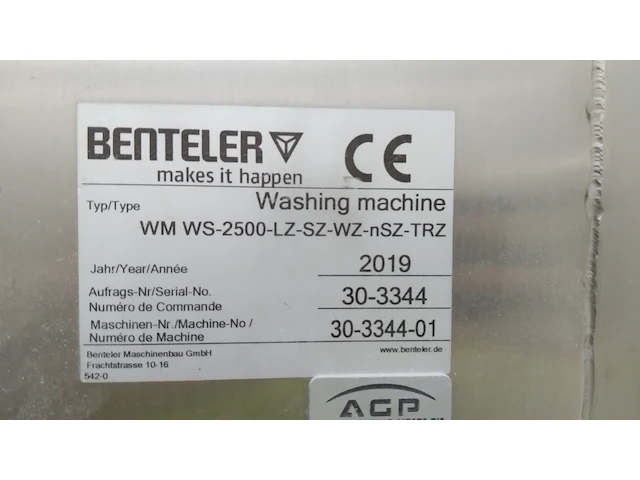 BENTELER
makes it happen
CE
Typ/Type Washing machine
WM WS-2500-LZ-SZ-WZ-nSZ-TRZ
Jahr/Year/Année 2019
Aufrags-Nr/Serial-No. 30-3344
Numéro de Commande
Maschinen-Nr./Machine-No / 30-3344-01
Numéro de Machine
Benteler Maschinenbau GmbH www.benteler.de
Frachtstrasse 10-16
542-0
AGP